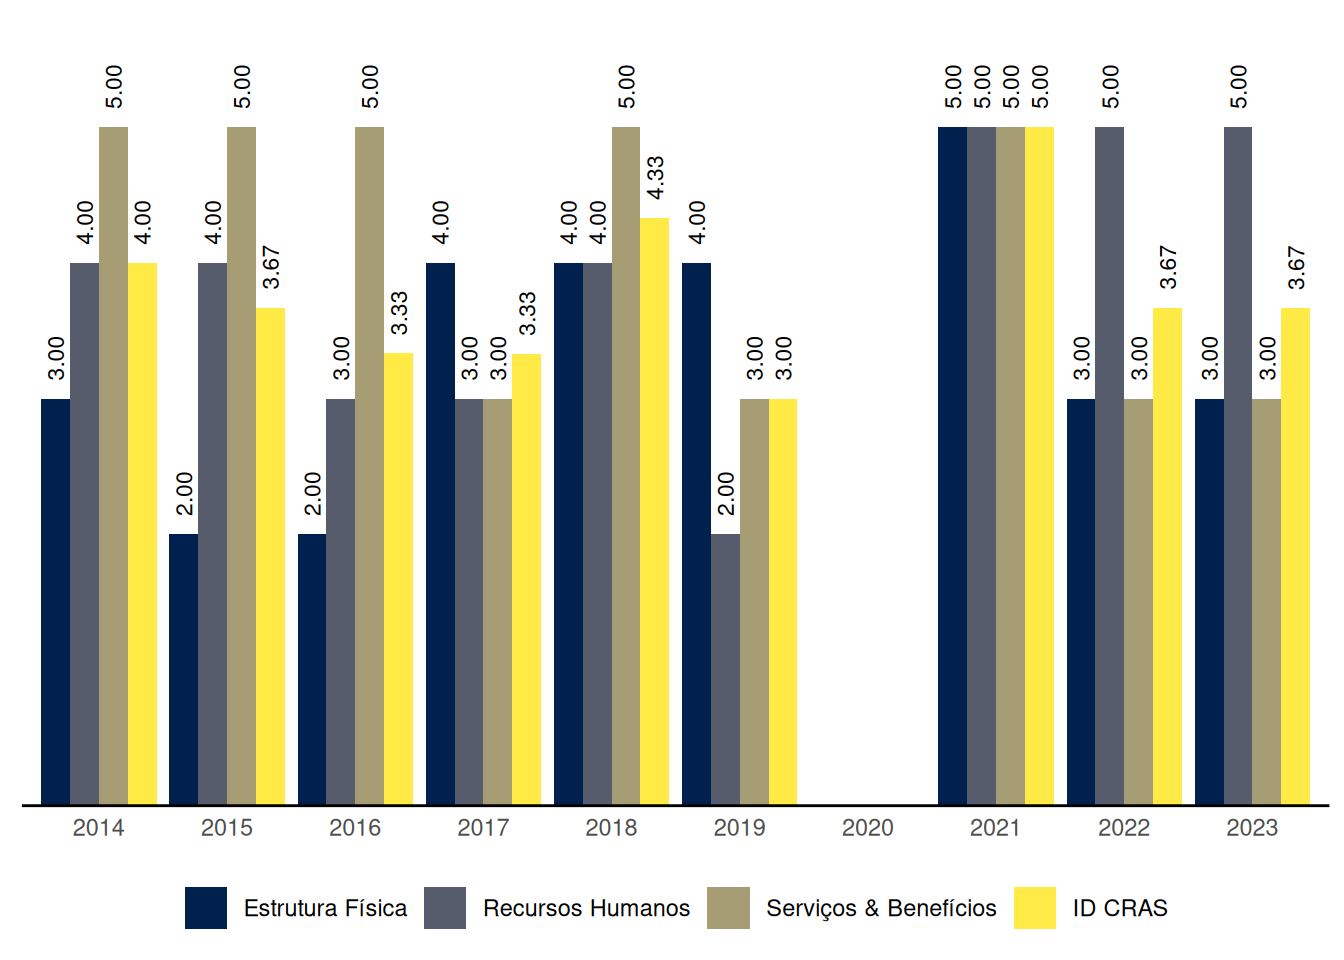 3.00 4.00 5.00 4.00
2.00 4.00 5.00 3.67
2.00 3.00 5.00 3.33
4.00 3.00 3.00 3.33
4.00 4.00 5.00 4.33
4.00 2.00 3.00 3.00
5.00 5.00 5.00 5.00
3.00 5.00 3.00 3.67
3.00 5.00 3.00 3.67
2014 2015 2016 2017 2018 2019 2020 2021 2022 2023
Estrutura Física Recursos Humanos Serviços & Benefícios ID CRAS